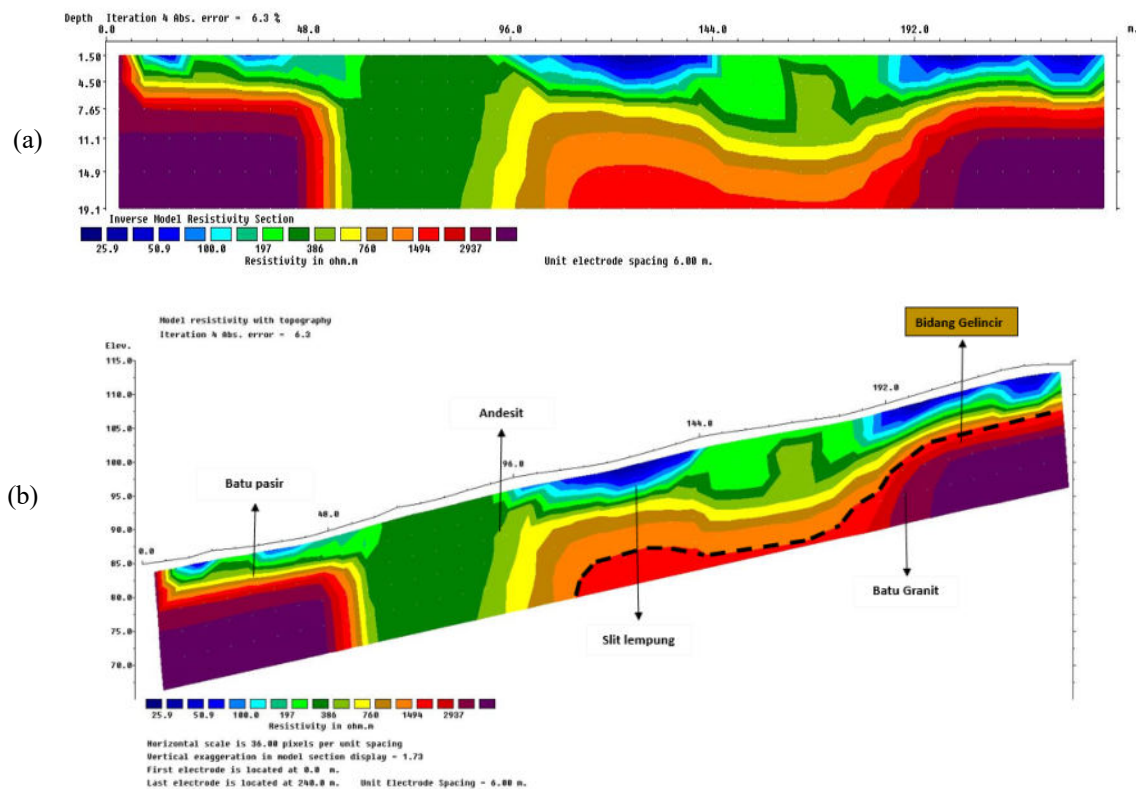 Depth Iteration 4 Abs. error = 6.3 %
0.0 48.0 96.0 144.0 192.0 m.
1.50
4.50
7.65
11.1
14.9
19.1
(a)
Inverse Model Resistivity Section
25.9 50.9 100.0 197 386 760 1494 2937
Resistivity in ohm.m Unit electrode spacing 6.00 m.
Model resistivity with topography
Iteration 4 Abs. error = 6.3
Bidang Gelincir
Elev.
115.0
110.0
105.0
100.0
95.0
90.0
85.0
80.0
75.0
70.0
192.0
Andesit
144.0
96.0
Batu pasir
(b)
48.0
0.0
Batu Granit
Slit lempung
25.9 50.9 100.0 197 386 760 1494 2937
Resistivity in ohm.m
Horizontal scale is 36.00 pixels per unit spacing
Vertical exaggeration in model section display = 1.73
First electrode is located at 0.0 m.
Last electrode is located at 240.0 m. Unit Electrode Spacing = 6.00 m.